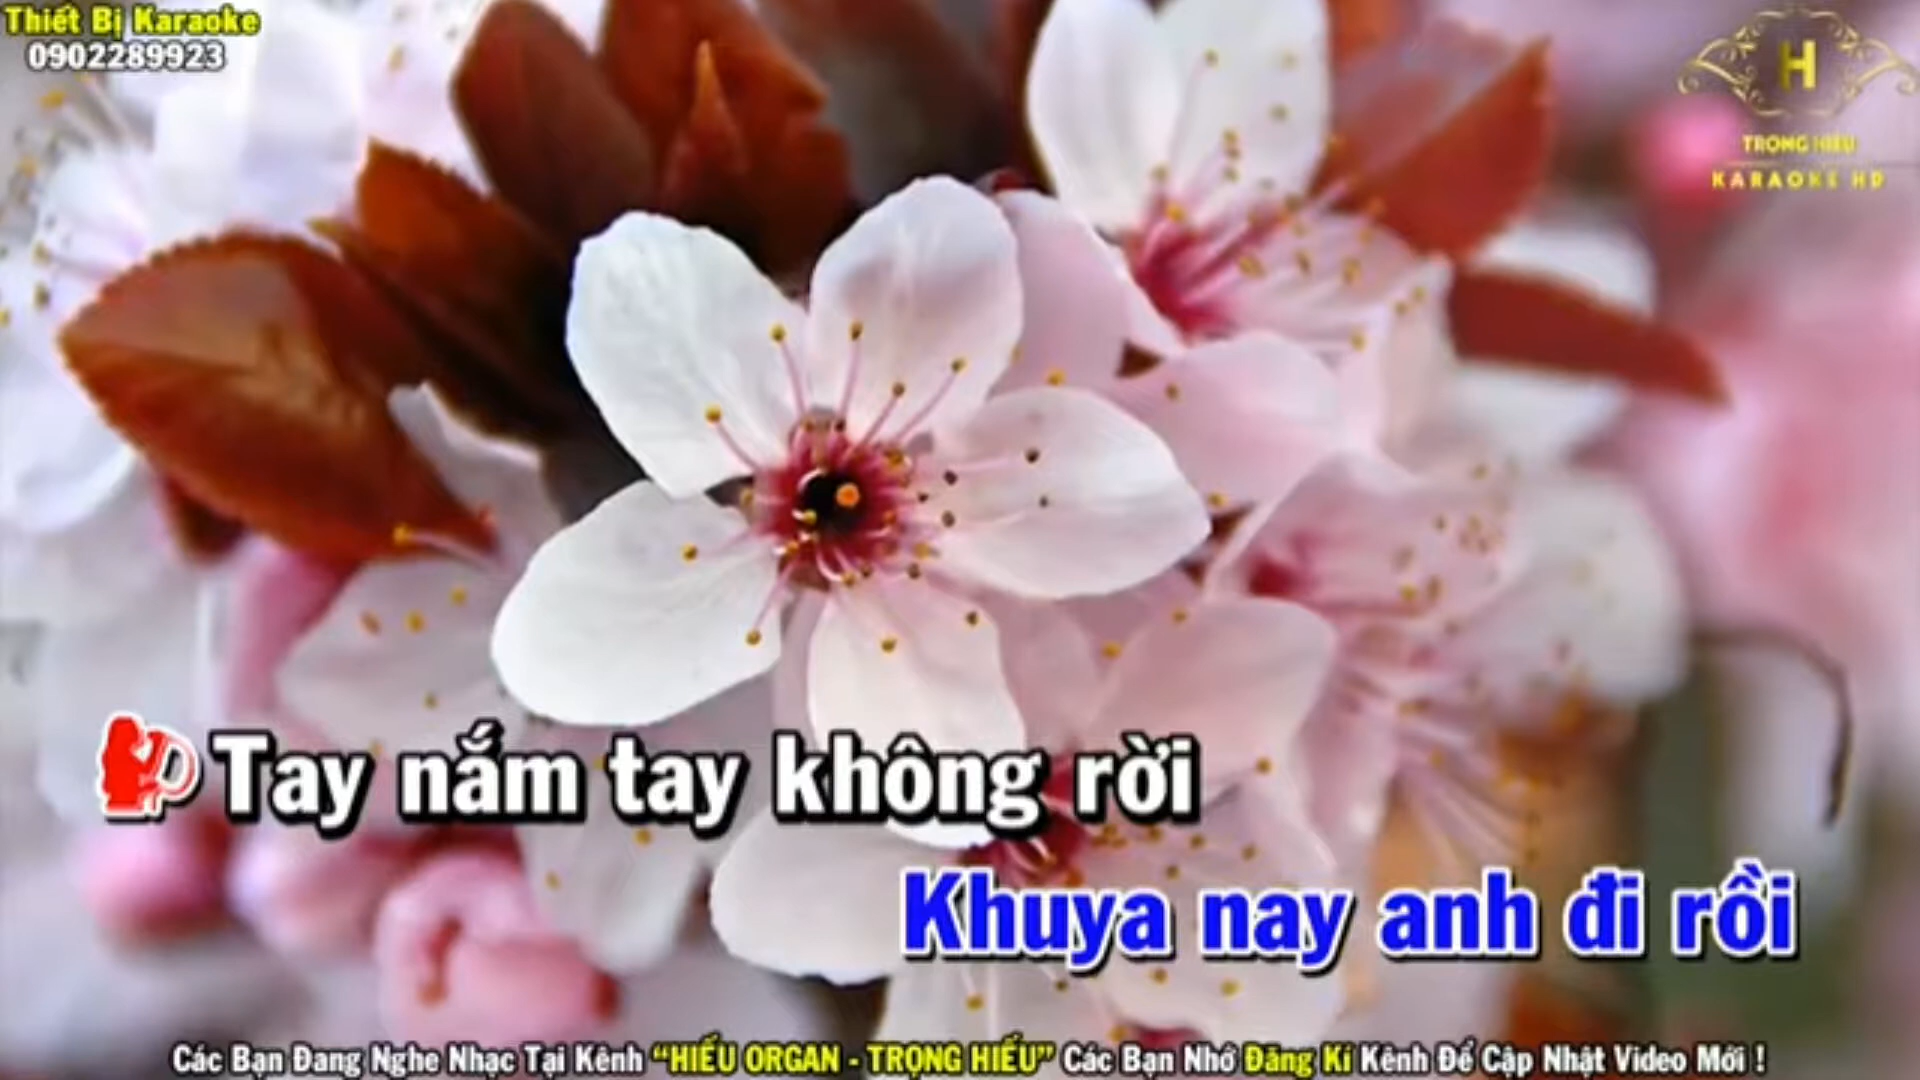 Thiết Bị Karaoke
0902289923
H
TRỌNG HIẾU
KARAOKE HD
Tay nắm tay không rời
Khuya nay anh đi rồi
Các Bạn Đang Nghe Nhạc Tại Kênh “HIẾU ORGAN - TRỌNG HIẾU” Các Bạn Nhớ Đăng Kí Kênh Để Cập Nhật Video Mới !